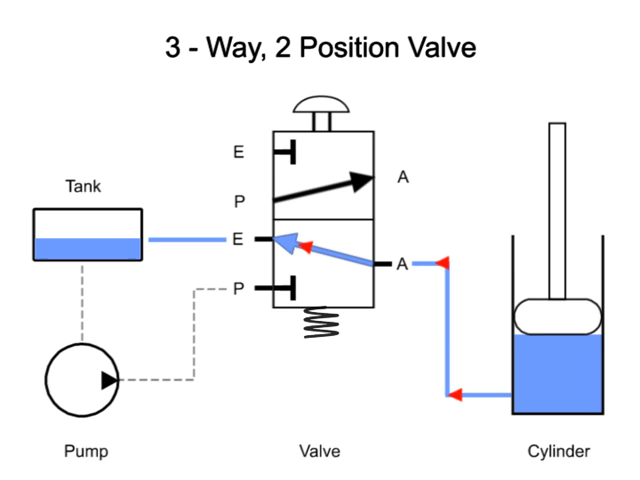 3 - Way, 2 Position Valve
E
A
P
Tank
E
A
P
Pump
Valve
Cylinder